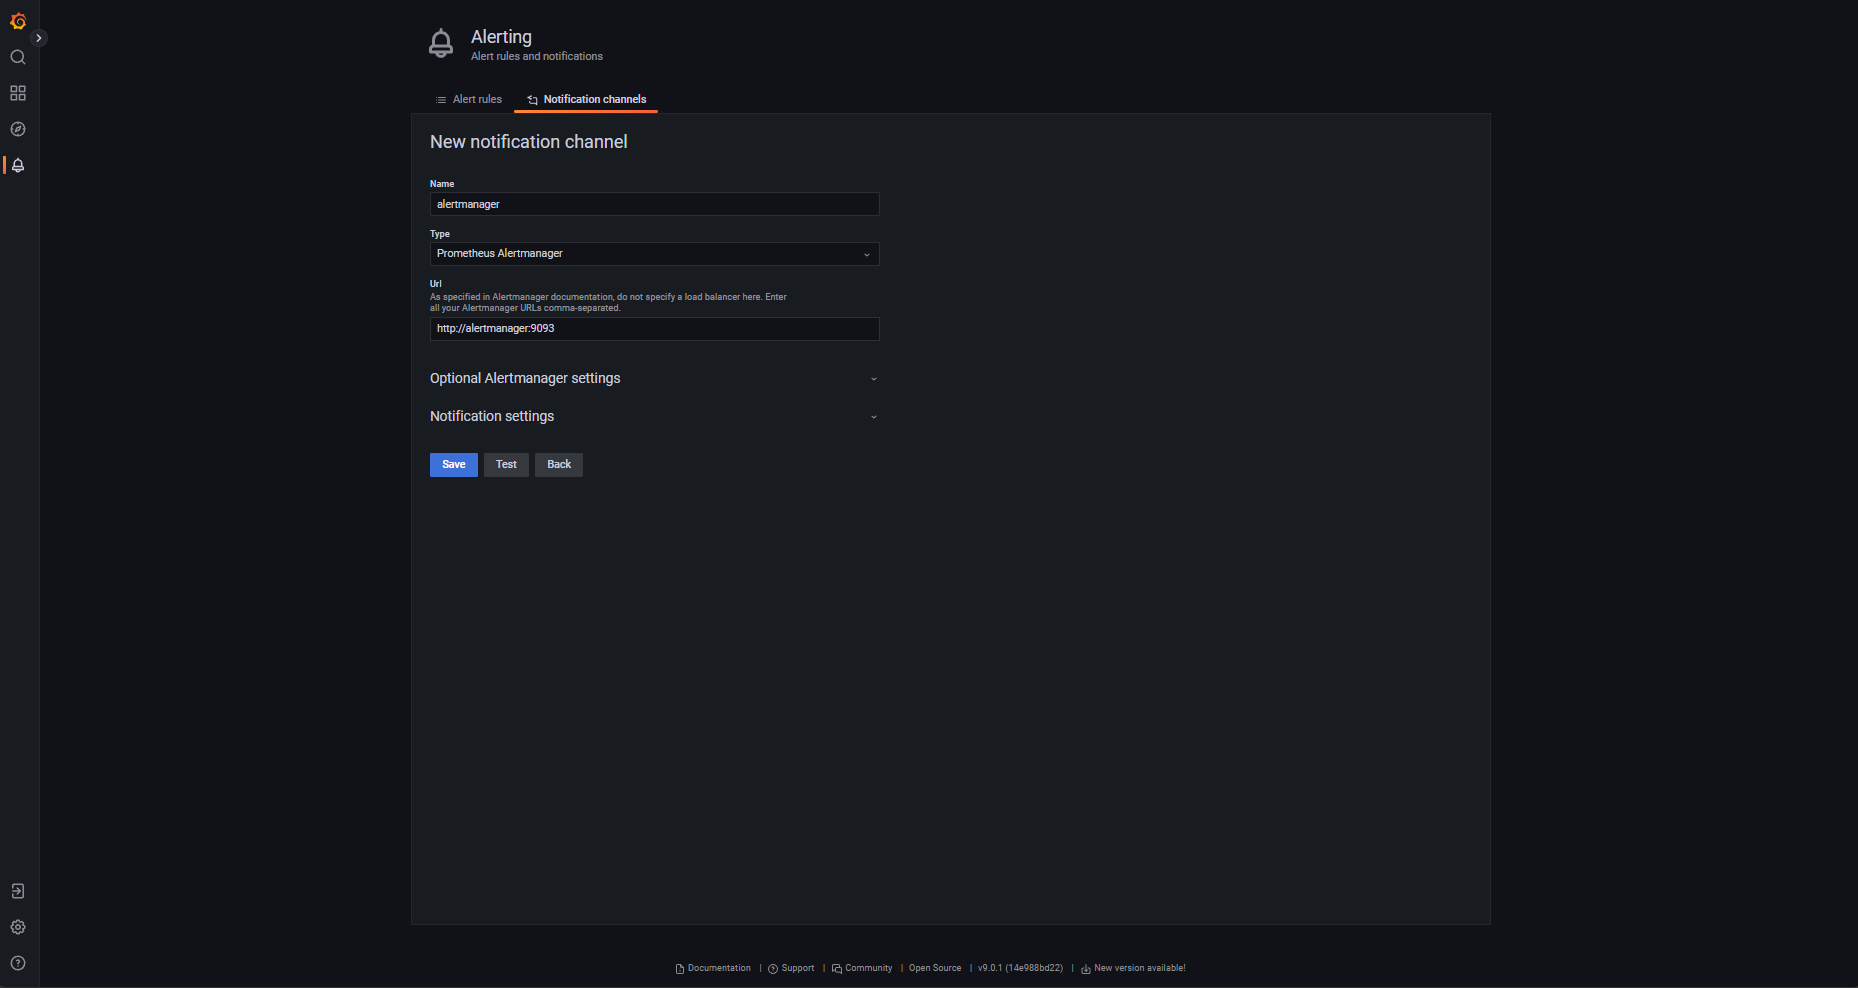 Alerting
Alert rules and notifications
Alert rules
Notification channels
New notification channel
Name
alertmanager
Type
Prometheus Alertmanager
Url
As specified in Alertmanager documentation, do not specify a load balancer here. Enter
all your Alertmanager URLs comma-separated.
http://alertmanager:9093
Optional Alertmanager settings
Notification settings
Save Test Back
Documentation | Support | Community | Open Source | v9.0.1 (14e988bd22) | New version available!